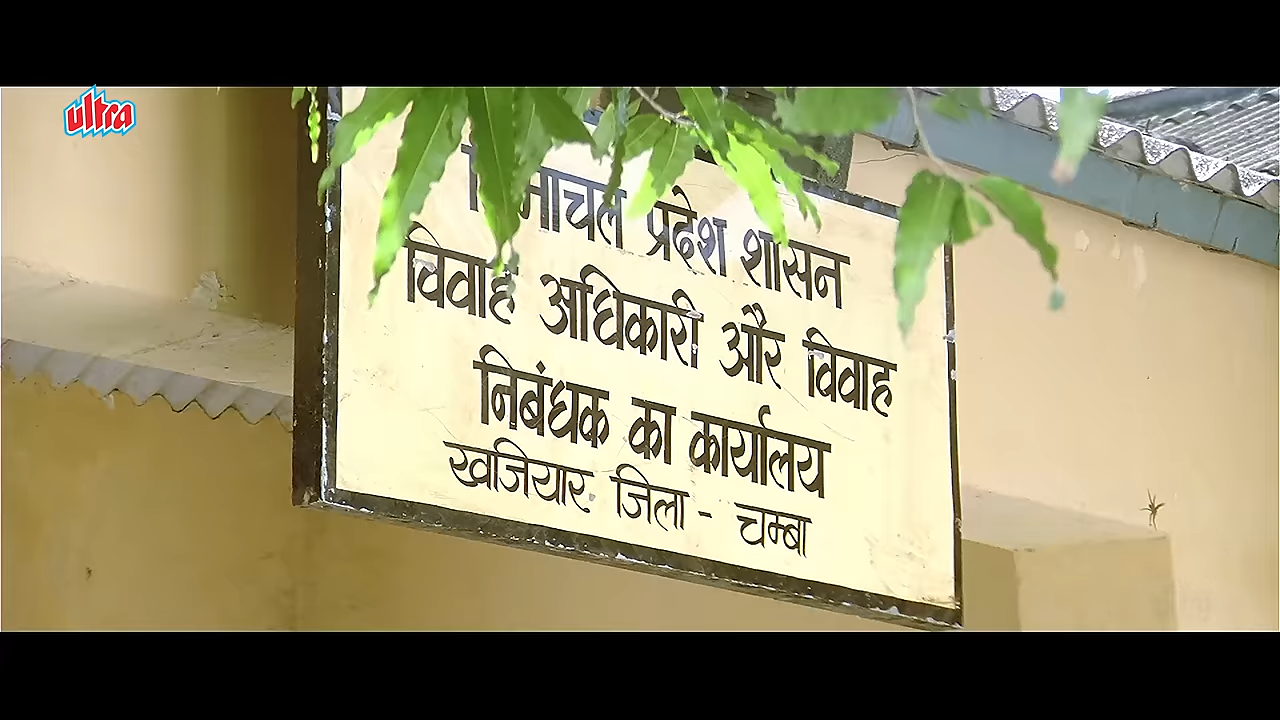 ultra
प्रदेश शासन
विवाह अधिकारी और विवाह
निबंधक का कार्यालय
खजियार जिला - चम्बा